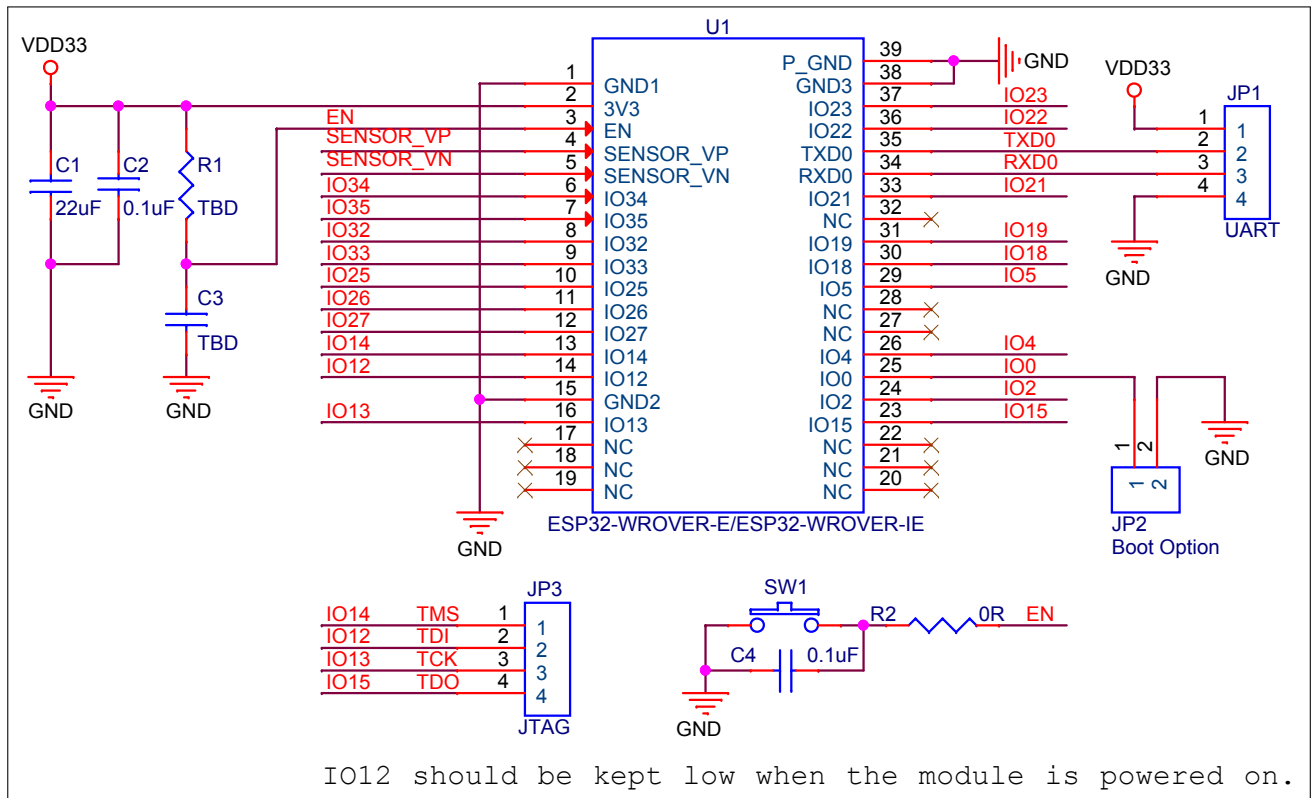 U1
VDD33
C1
22uF
C2
0.1uF
R1
TBD
C3
TBD
GND
GND
EN
SENSOR_VP
SENSOR_VN
IO34
IO35
IO32
IO33
IO25
IO26
IO27
IO14
IO12
IO13
1 GND1
2 3V3
3 EN
4 SENSOR_VP
5 SENSOR_VN
6 IO34
7 IO35
8 IO32
9 IO33
10 IO25
11 IO26
12 IO27
13 IO14
14 IO12
15 GND2
16 IO13
17 NC
18 NC
19 NC
GND
P_GND 39
GND3 38
IO23 37
IO22 36
TXD0 35
RXD0 34
IO21 33
NC 32
IO19 31
IO18 30
IO5 29
NC 28
NC 27
IO4 26
IO0 25
IO2 24
IO15 23
NC 22
NC 21
NC 20
ESP32-WROVER-E/ESP32-WROVER-IE
GND
IO23
IO22
TXD0
RXD0
IO21
IO19
IO18
IO5
IO4
IO0
IO2
IO15
VDD33
JP1
1 1
2 2
3 3
4 4
UART
GND
1 2
1 2
JP2
Boot Option
GND
JP3
IO14 TMS 1 1
IO12 TDI 2 2
IO13 TCK 3 3
IO15 TDO 4 4
JTAG
SW1
R2 0R EN
C4 0.1uF
GND
IO12 should be kept low when the module is powered on.